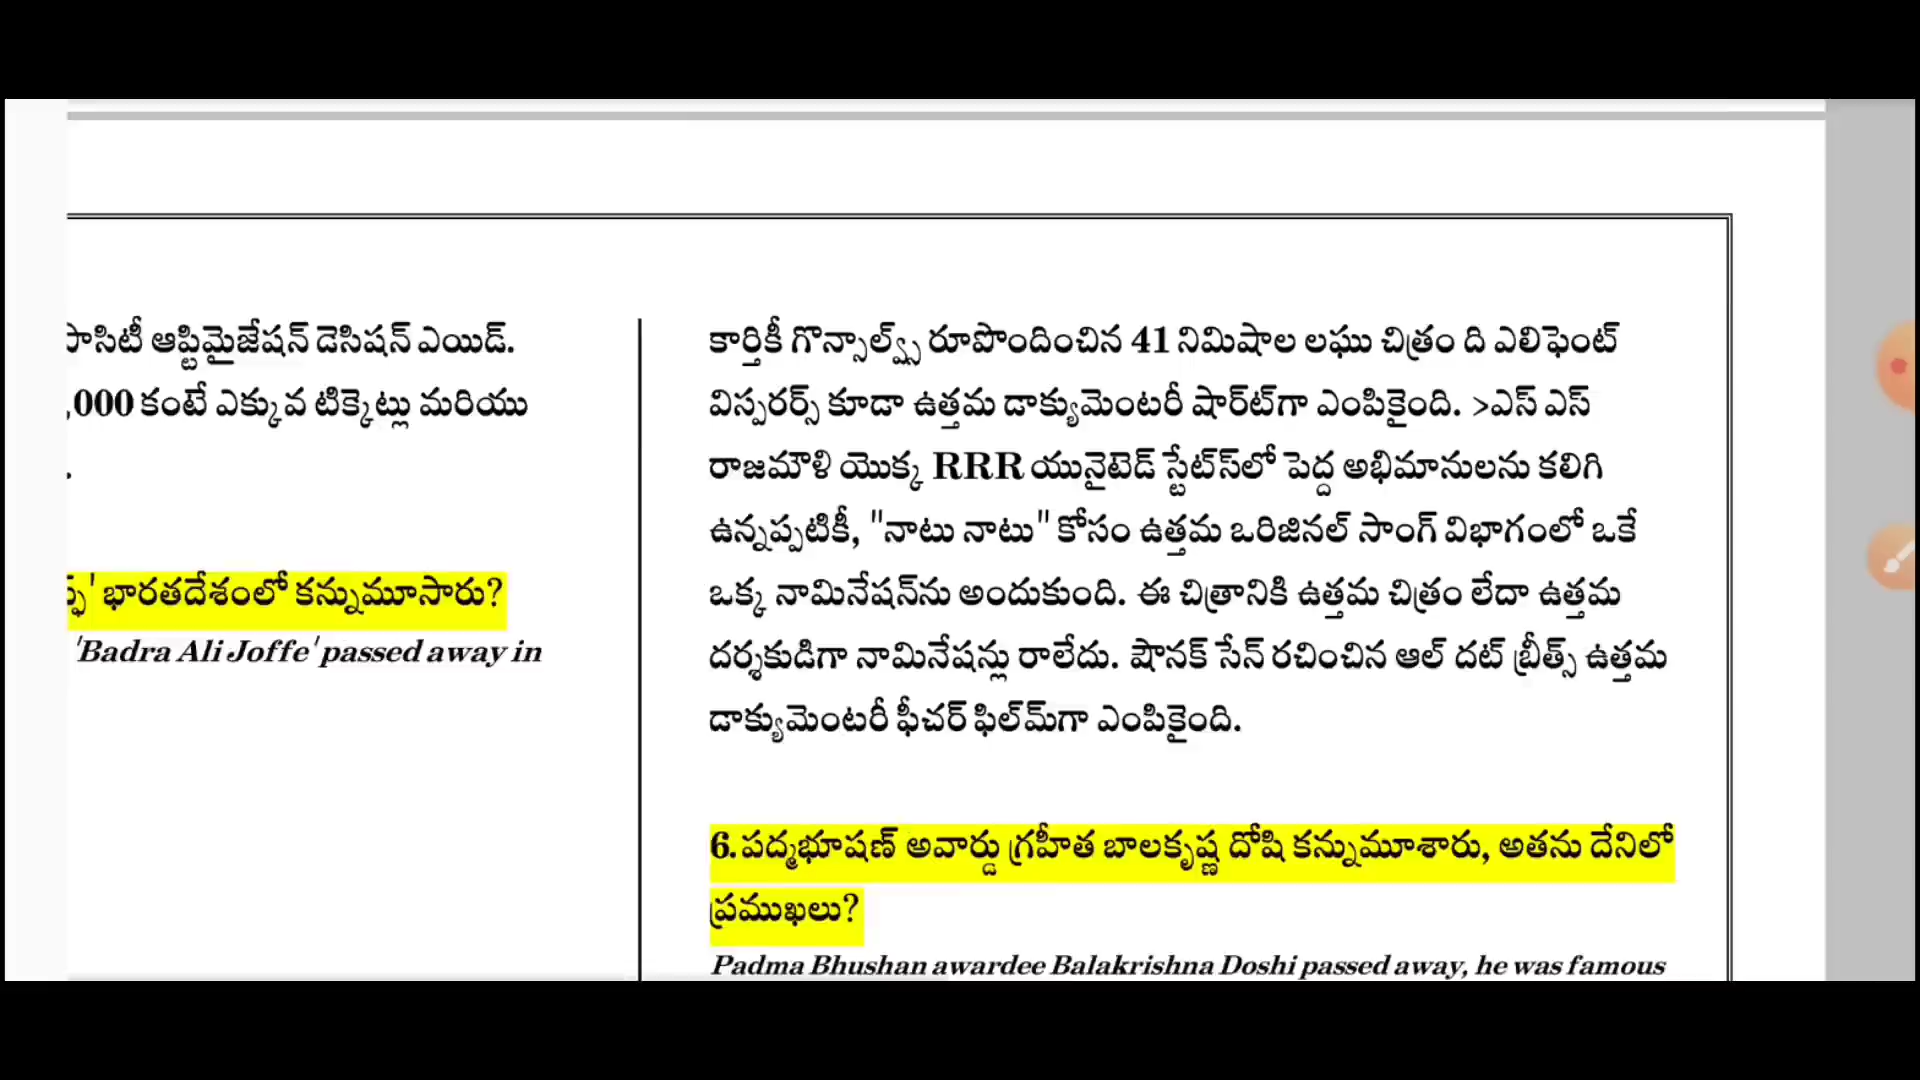 ఆప్టిమైజేషన్ డెసిషన్ ఎయిడ్.
,000 కంటే ఎక్కువ టిక్కెట్లు మరియు
.
భారతదేశంలో కన్నుమూసారు?
'Badra Ali Joffe' passed away in
కార్తికీ గొన్సాల్వ్స్ రూపొందించిన 41 నిమిషాల లఘు చిత్రం ది ఎలిఫెంట్
విస్పరర్స్ కూడా ఉత్తమ డాక్యుమెంటరీ షార్ట్‌గా ఎంపికైంది. >ఎస్ ఎస్
రాజమౌళి యొక్క RRR యునైటెడ్ స్టేట్స్‌లో పెద్ద అభిమానులను కలిగి
ఉన్నప్పటికీ, "నాటు నాటు" కోసం ఉత్తమ ఒరిజినల్ సాంగ్ విభాగంలో ఒకే
ఒక్క నామినేషన్‌ను అందుకుంది. ఈ చిత్రానికి ఉత్తమ చిత్రం లేదా ఉత్తమ
దర్శకుడిగా నామినేషన్లు రాలేదు. షౌనక్ సేన్ రచించిన ఆల్ దట్ బ్రీత్స్ ఉత్తమ
డాక్యుమెంటరీ ఫీచర్ ఫిల్మ్‌గా ఎంపికైంది.
6. పద్మభూషణ్ అవార్డు గ్రహీత బాలకృష్ణ దోషి కన్నుమూశారు, అతను దేనిలో
ప్రముఖలు?
Padma Bhushan awardee Balakrishna Doshi passed away, he was famous